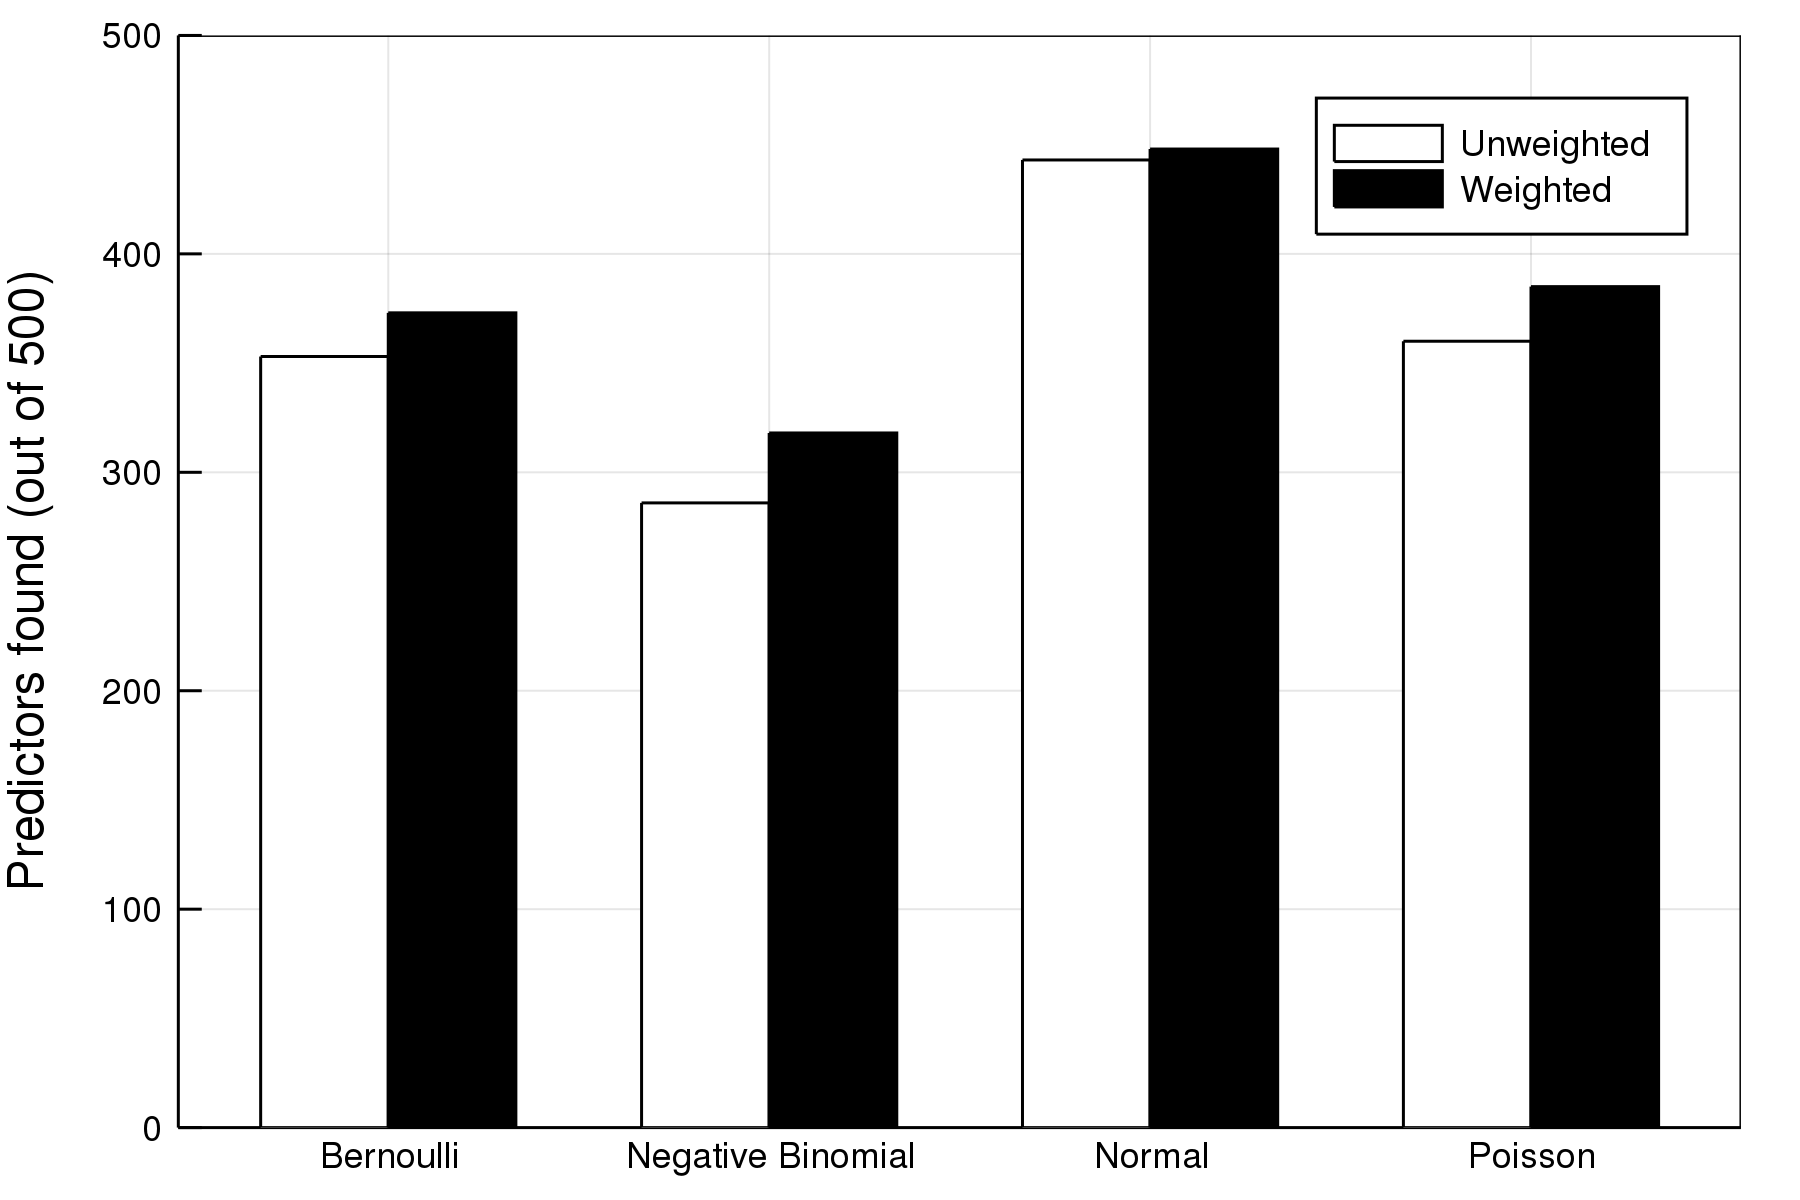 Predictors found (out of 500)
500
400
300
200
100
0
Unweighted
Weighted
Bernoulli
Negative Binomial
Normal
Poisson